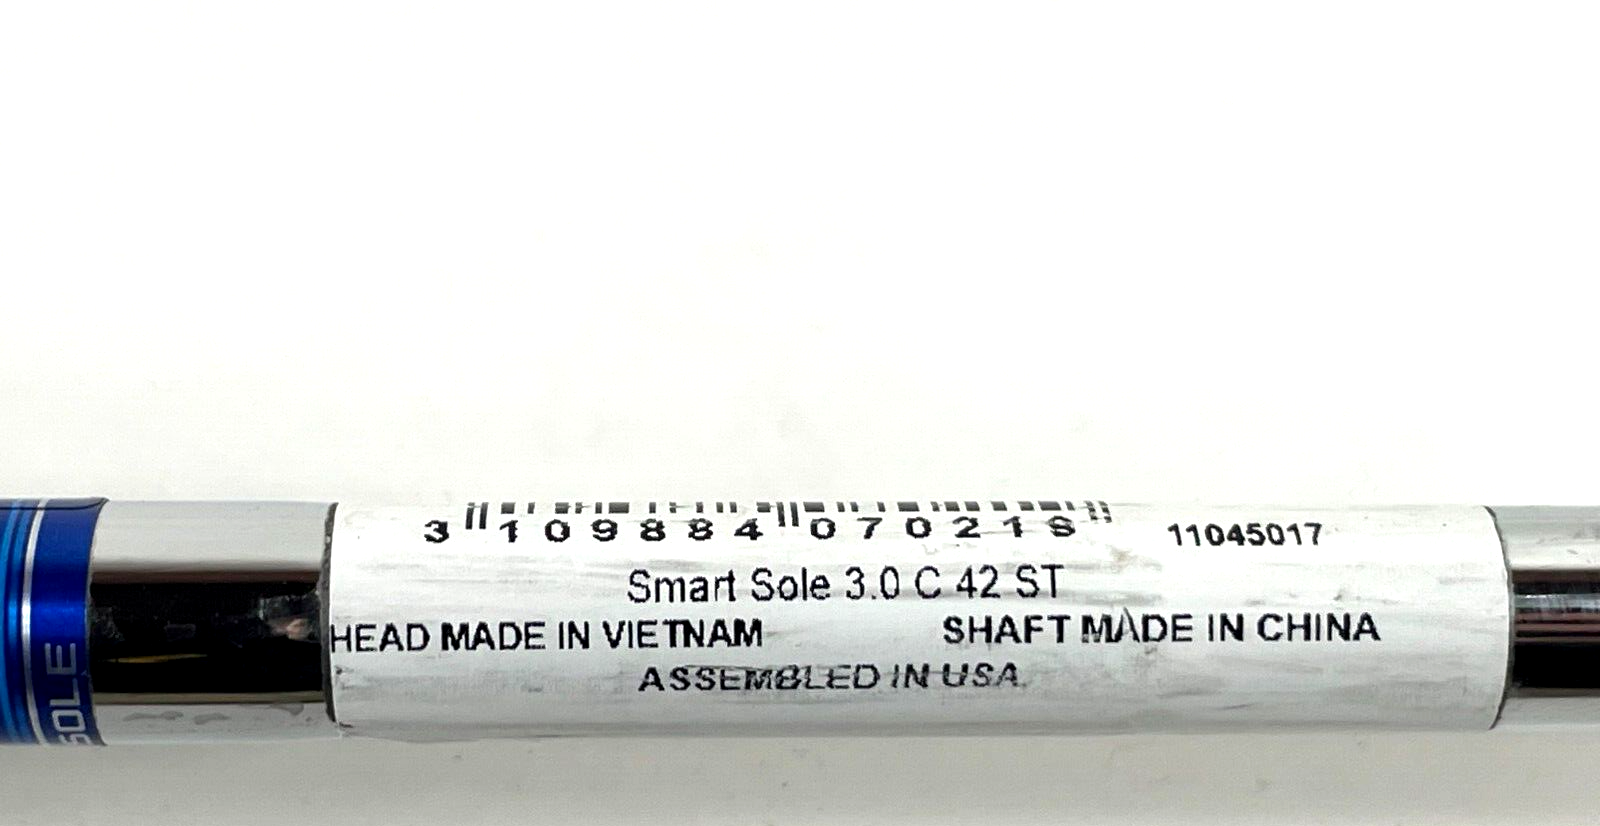 3 109884 070218 11045017
Smart Sole 3.0 C 42 ST
HEAD MADE IN VIETNAM SHAFT MADE IN CHINA
ASSEMBLED IN USA
SOLE